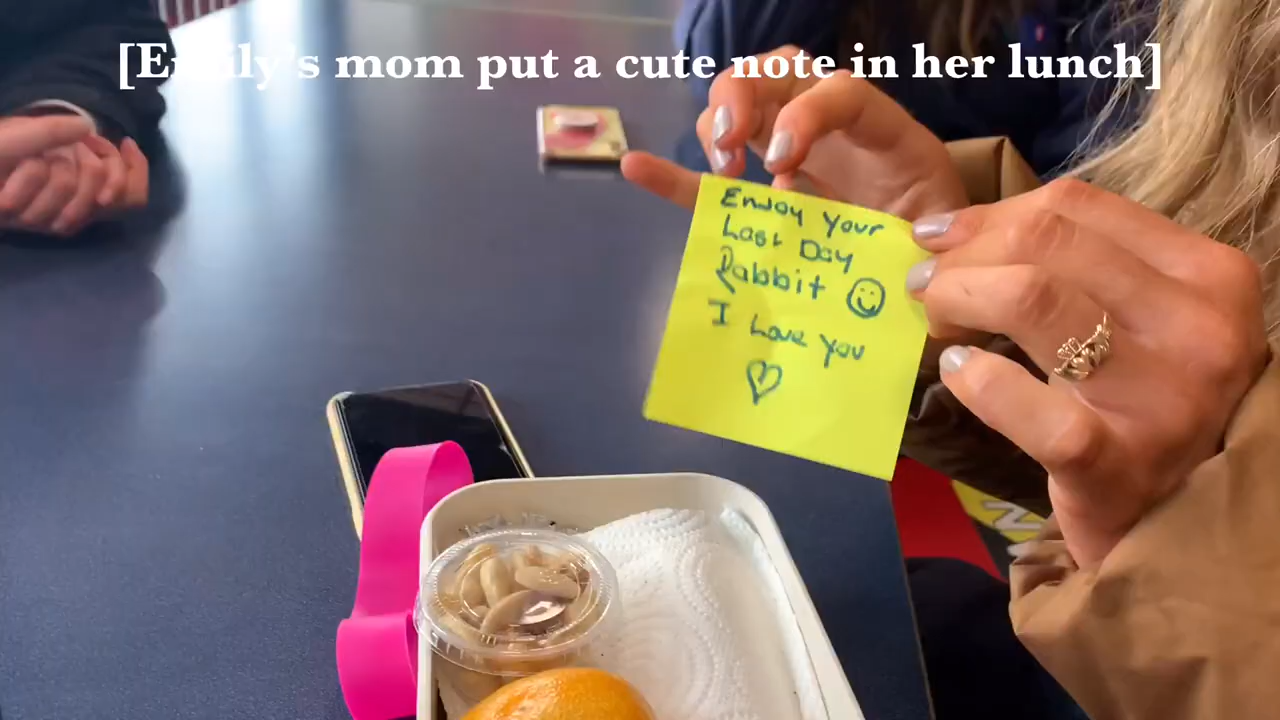 [Emily's mom put a cute note in her lunch]
Enjoy Your
Last Day
Rabbit
I Love you